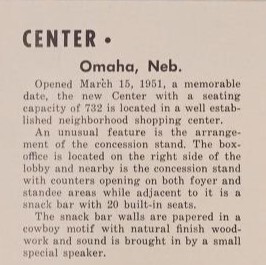 CENTER •
Omaha, Neb.
Opened March 15, 1951, a memorable
date, the new Center with a seating
capacity of 732 is located in a well estab-
lished neighborhood shopping center.
An unusual feature is the arrange-
ment of the concession stand. The box-
office is located on the right side of the
lobby and nearby is the concession stand
with counters opening on both foyer and
standee areas while adjacent to it is a
snack bar with 20 built-in seats.
The snack bar walls are papered in a
cowboy motif with natural finish wood-
work and sound is brought in by a small
special speaker.